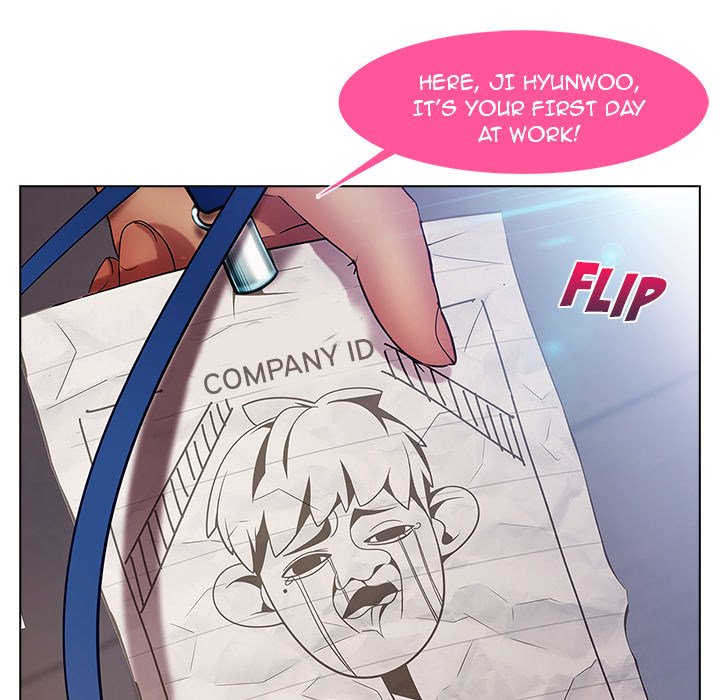 HERE, JI HYUNWOO,
IT'S YOUR FIRST DAY
AT WORK!
FLIP
COMPANY ID